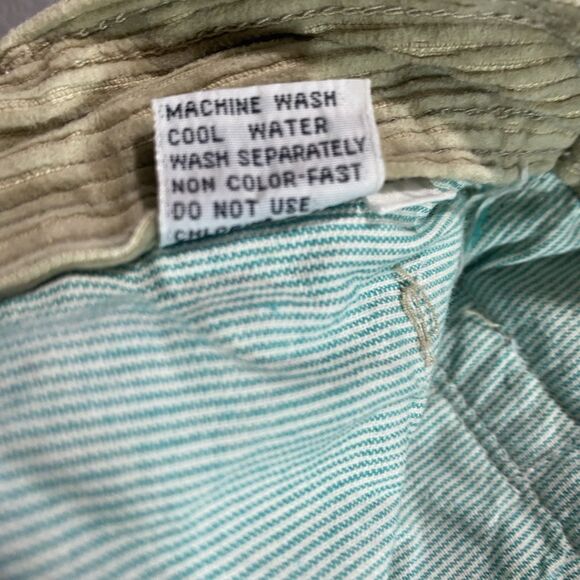 MACHINE WASH
COOL WATER
WASH SEPARATELY
NON COLOR-FAST
DO NOT USE